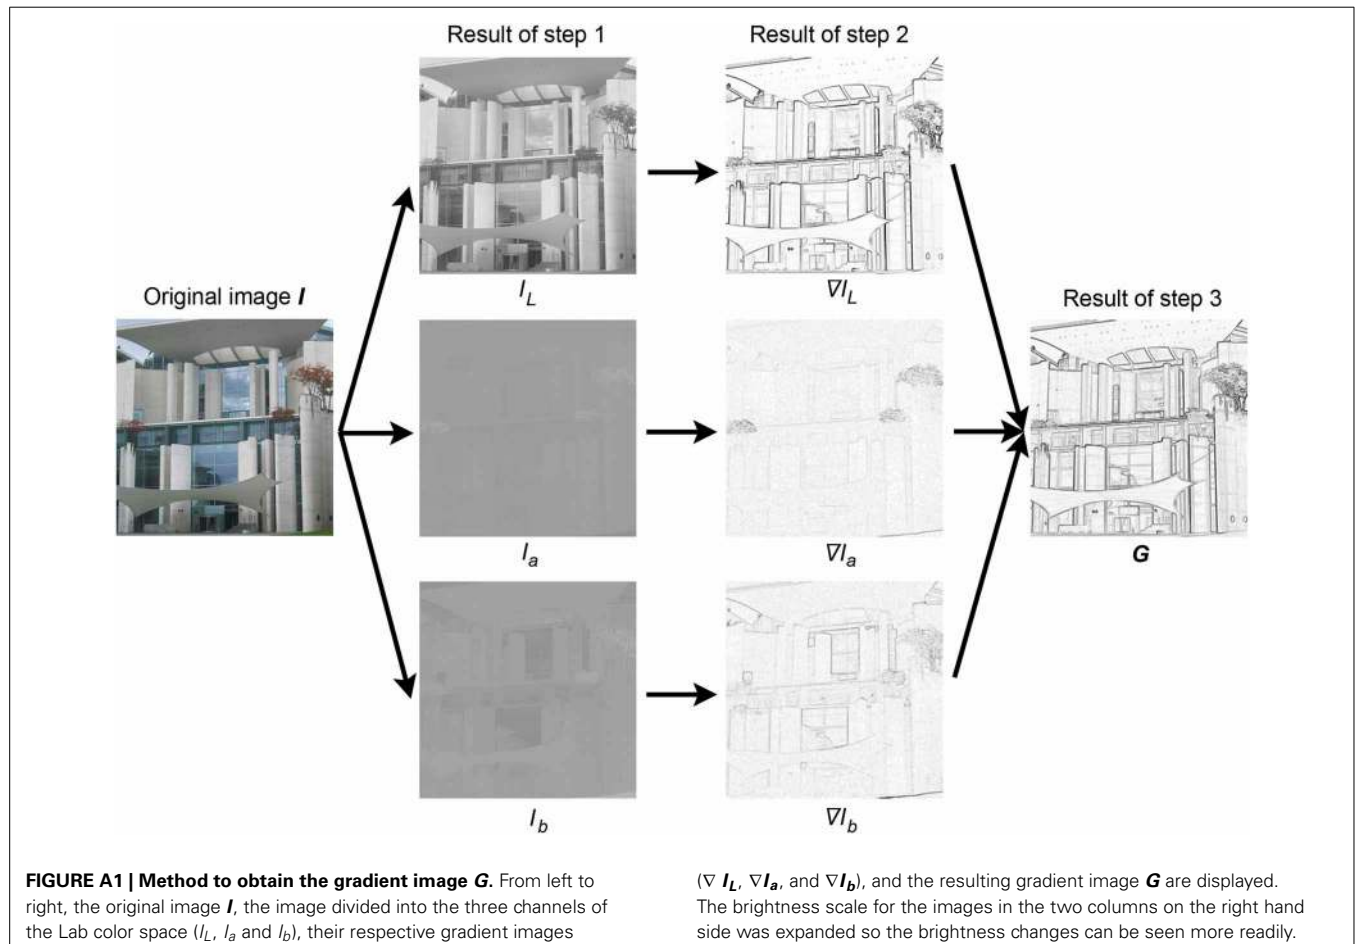 Result of step 1
Result of step 2
I_L
∇I_L
Original image I
Result of step 3
I_a
∇I_a
G
I_b
∇I_b
FIGURE A1 | Method to obtain the gradient image G. From left to
right, the original image I, the image divided into the three channels of
the Lab color space (I_L, I_a and I_b), their respective gradient images
(∇ I_L, ∇I_a, and ∇I_b), and the resulting gradient image G are displayed.
The brightness scale for the images in the two columns on the right hand
side was expanded so the brightness changes can be seen more readily.